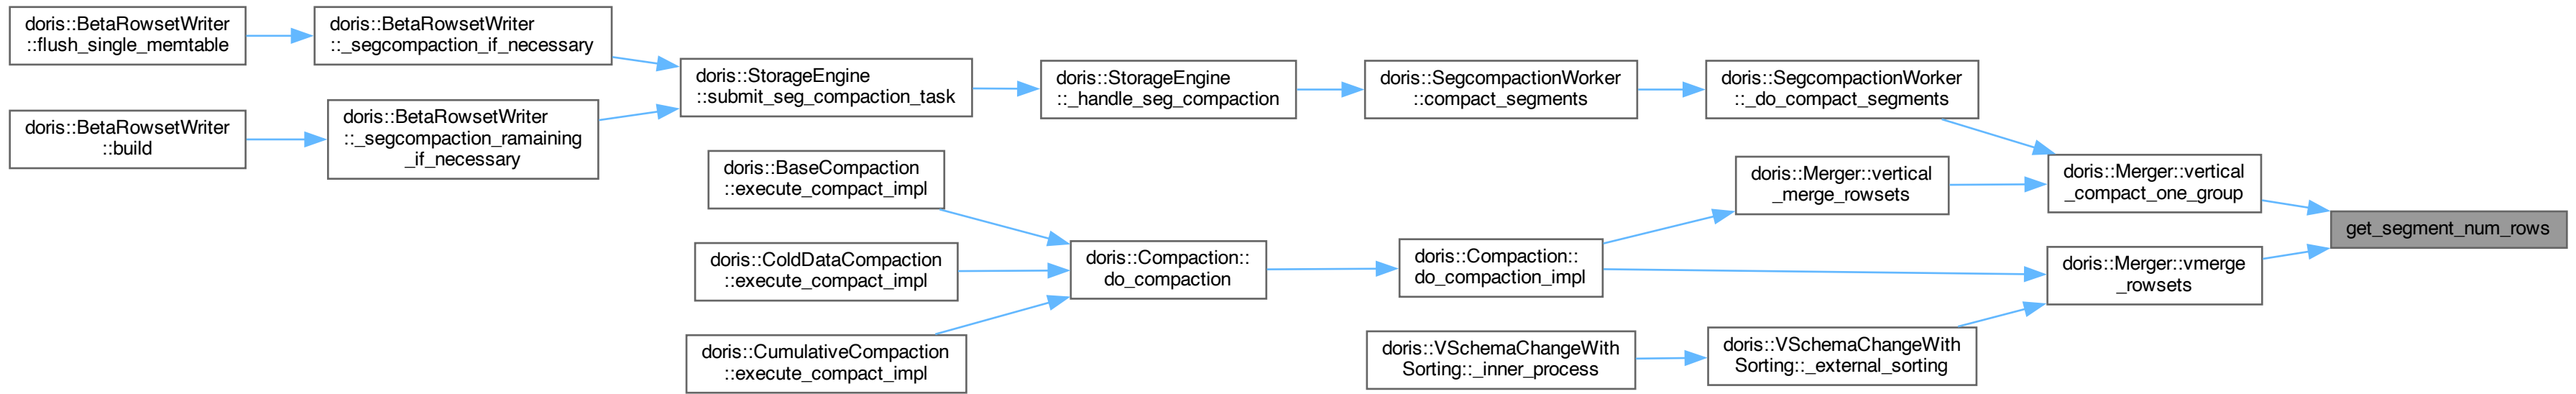 doris::BetaRowsetWriter
::flush_single_memtable
doris::BetaRowsetWriter
::_segcompaction_if_necessary
doris::StorageEngine
::submit_seg_compaction_task
doris::StorageEngine
::_handle_seg_compaction
doris::SegcompactionWorker
::compact_segments
doris::SegcompactionWorker
::_do_compact_segments
doris::BetaRowsetWriter
::build
doris::BetaRowsetWriter
::_segcompaction_ramaining
_if_necessary
doris::BaseCompaction
::execute_compact_impl
doris::Merger::vertical
_merge_rowsets
doris::Merger::vertical
_compact_one_group
get_segment_num_rows
doris::ColdDataCompaction
::execute_compact_impl
doris::Compaction::
do_compaction
doris::Compaction::
do_compaction_impl
doris::Merger::vmerge
_rowsets
doris::CumulativeCompaction
::execute_compact_impl
doris::VSchemaChangeWith
Sorting::_inner_process
doris::VSchemaChangeWith
Sorting::_external_sorting